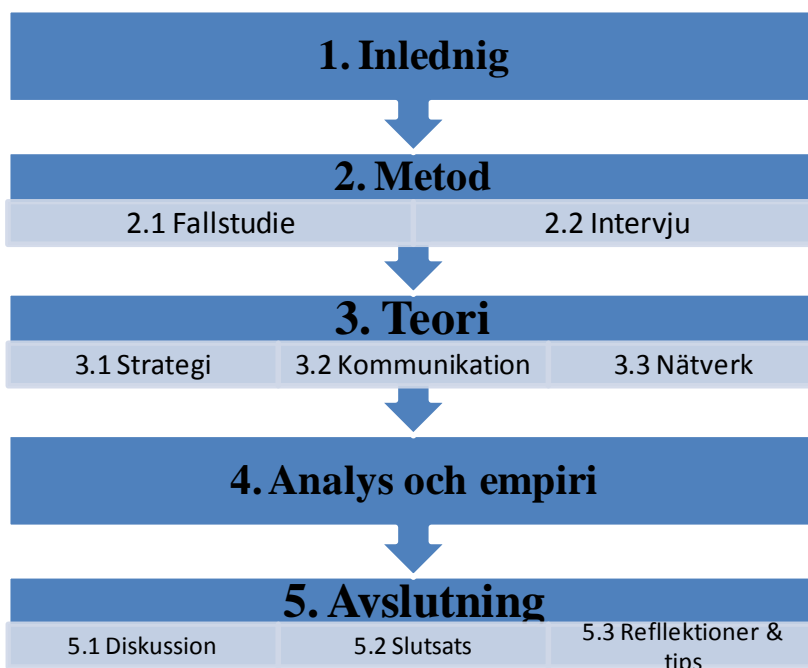 1. Inlednig
2. Metod
2.1 Fallstudie
2.2 Intervju
3. Teori
3.1 Strategi
3.2 Kommunikation
3.3 Nätverk
4. Analys och empiri
5. Avslutning
5.1 Diskussion
5.2 Slutsats
5.3 Refllektioner &
tips